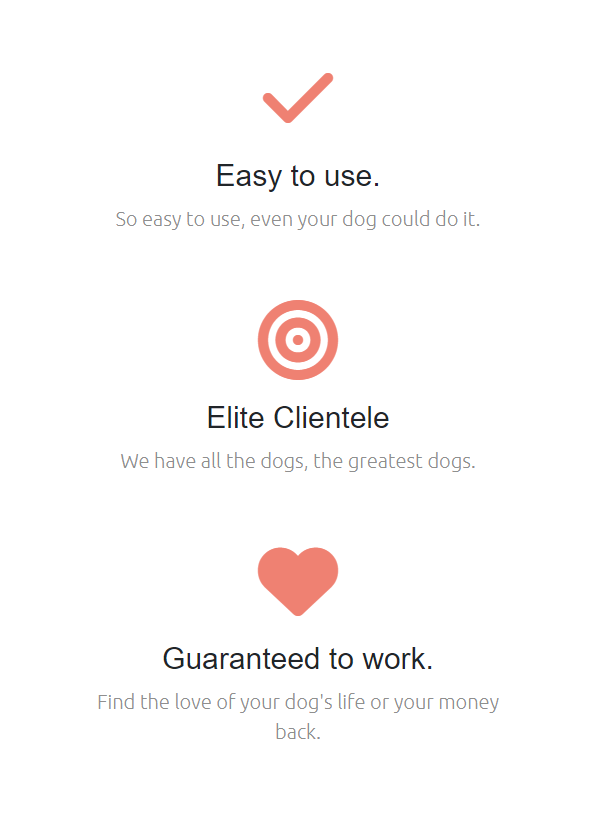 Easy to use.
So easy to use, even your dog could do it.
Elite Clientele
We have all the dogs, the greatest dogs.
Guaranteed to work.
Find the love of your dog's life or your money
back.